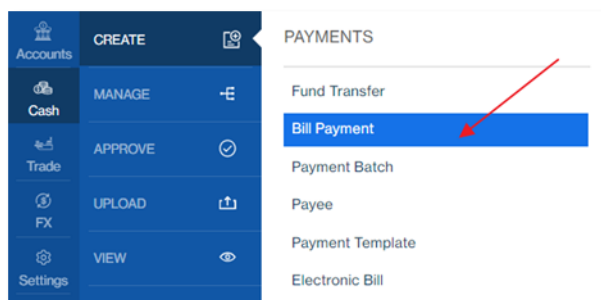 Accounts
Cash
Trade
FX
Settings
CREATE
MANAGE
APPROVE
UPLOAD
VIEW
PAYMENTS
Fund Transfer
Bill Payment
Payment Batch
Payee
Payment Template
Electronic Bill